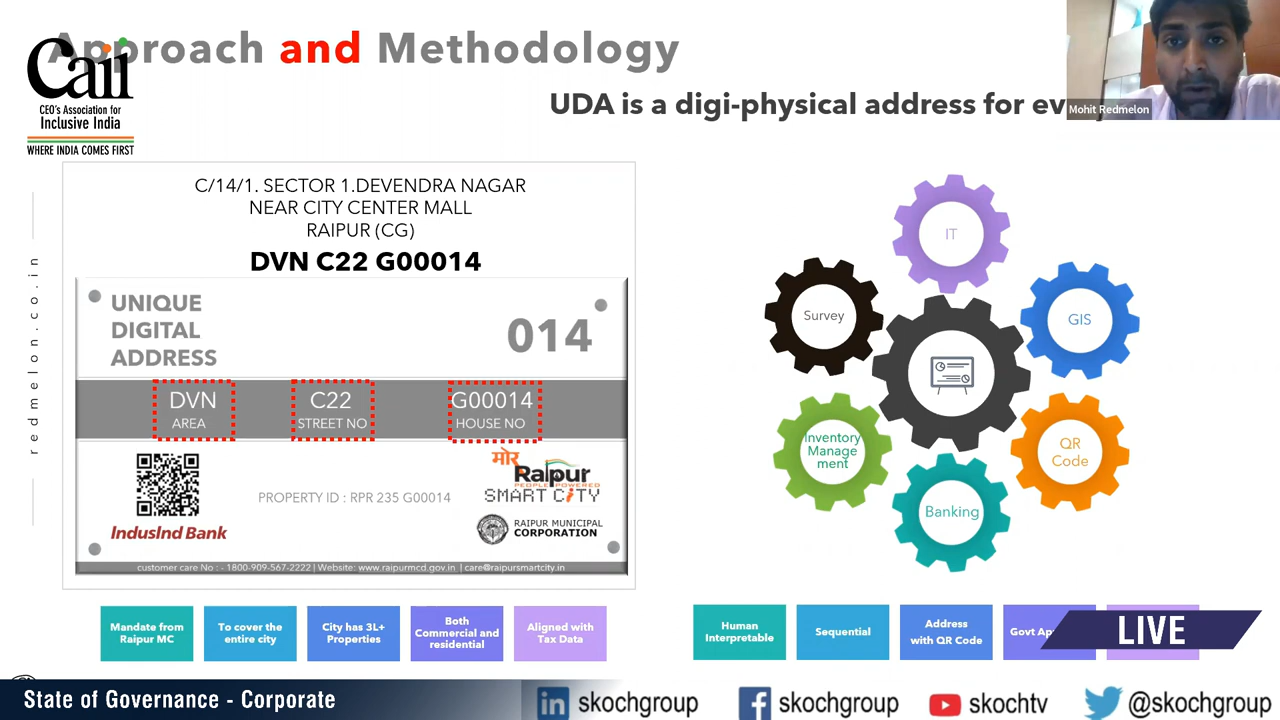 Approach and Methodology
Cail
CEO's Association for
Inclusive India
WHERE INDIA COMES FIRST
UDA is a digi-physical address for
Mohit Redmelon
redmelon.co.in
C/14/1. SECTOR 1.DEVENDRA NAGAR
NEAR CITY CENTER MALL
RAIPUR (CG)
DVN C22 G00014
UNIQUE
DIGITAL
ADDRESS
014
DVN
AREA
C22
STREET NO
G00014
HOUSE NO
PROPERTY ID : RPR 235 G00014
IndusInd Bank
मोर
Raipur
PEOPLE POWERED
SMART CITY
RAIPUR MUNICIPAL
CORPORATION
customer care No : - 1800-909-567-2222 | Website: www.raipurmcd.gov.in | care@raipursmartcity.in
IT
Survey
GIS
Inventory
Manage
ment
QR
Code
Banking
Mandate from
Raipur MC
To cover the
entire city
City has 3L+
Properties
Both
Commercial and
residential
Aligned with
Tax Data
Human
Interpretable
Sequential
Address
with QR Code
Govt
LIVE
State of Governance - Corporate
in skochgroup
f skochgroup
skochtv
@skochgroup